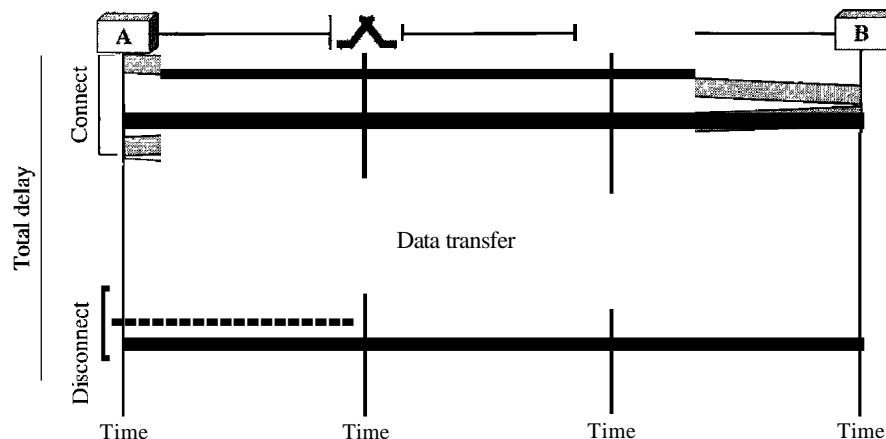 A
B
Connect
Total delay
Data transfer
Disconnect
Time
Time
Time
Time